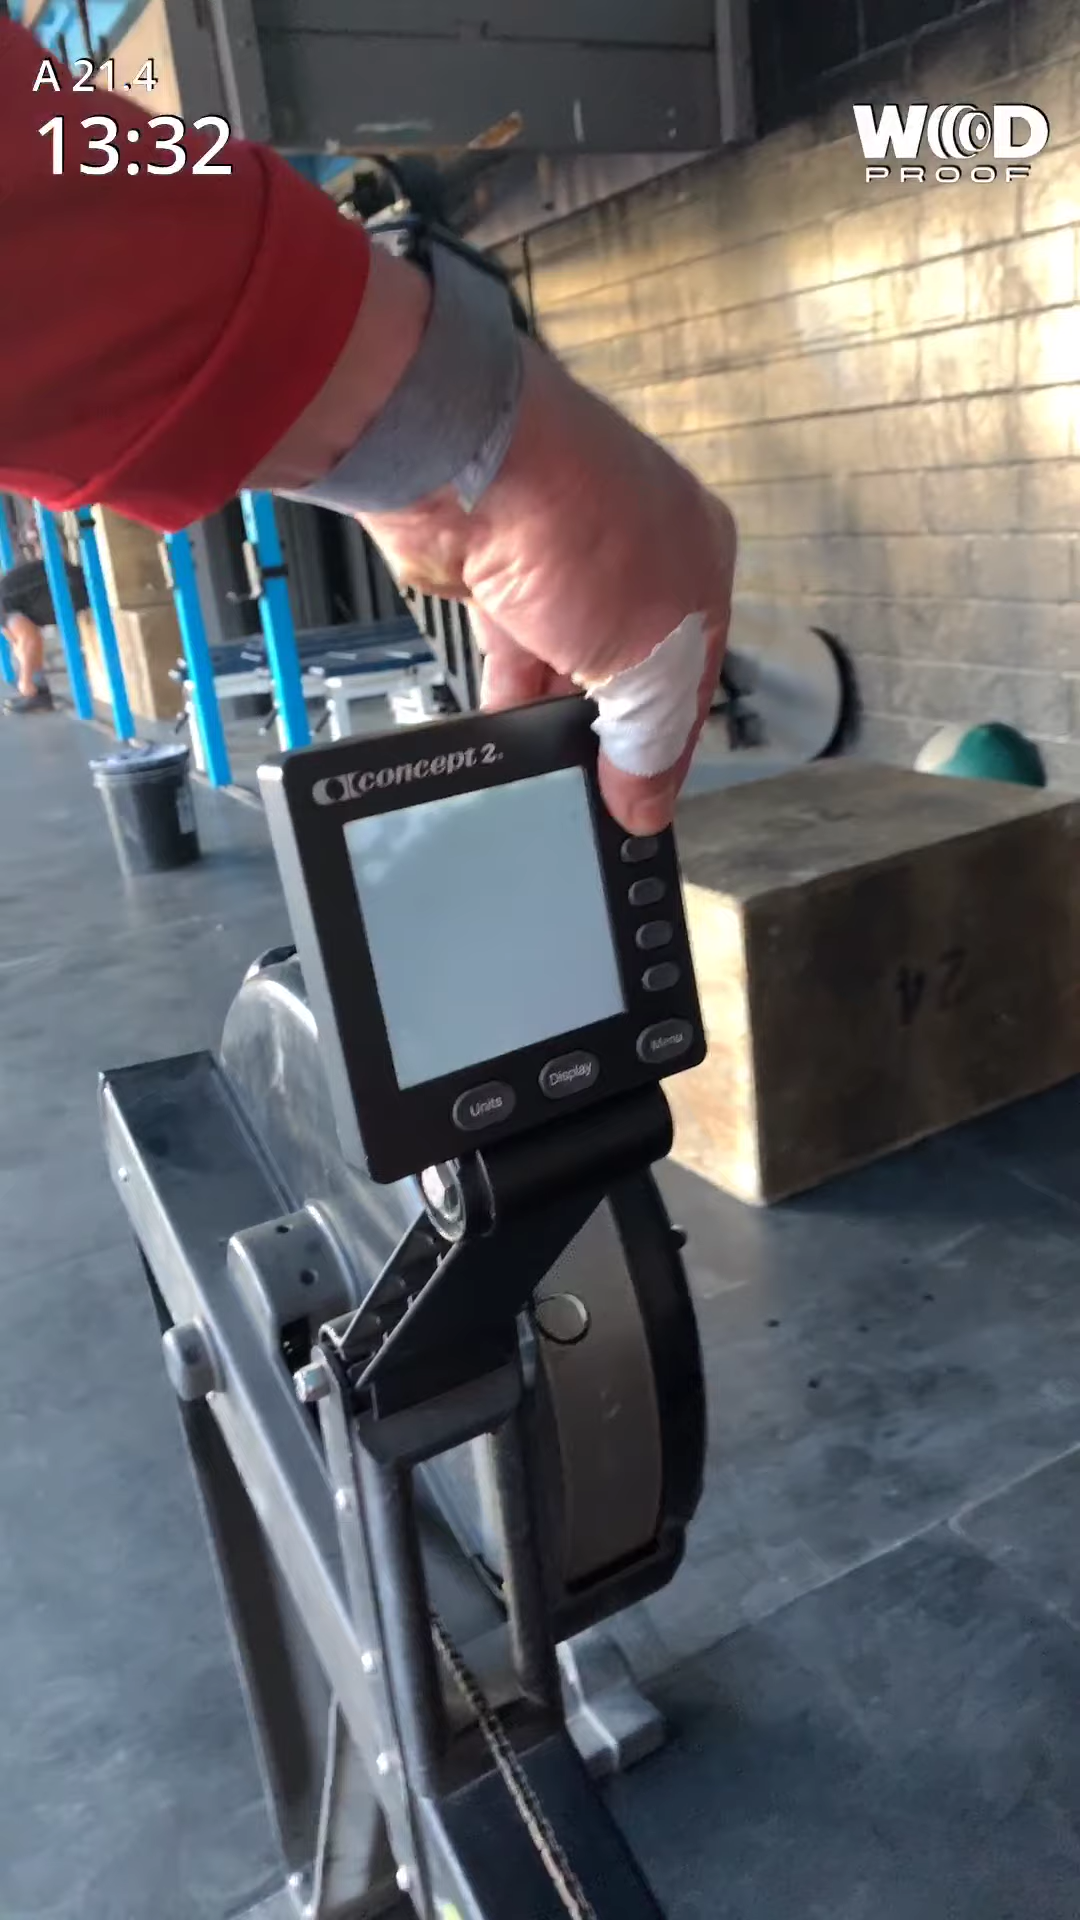 A 21.4
13:32
WOD
PROOF
concept 2
Units
Display
Menu
24